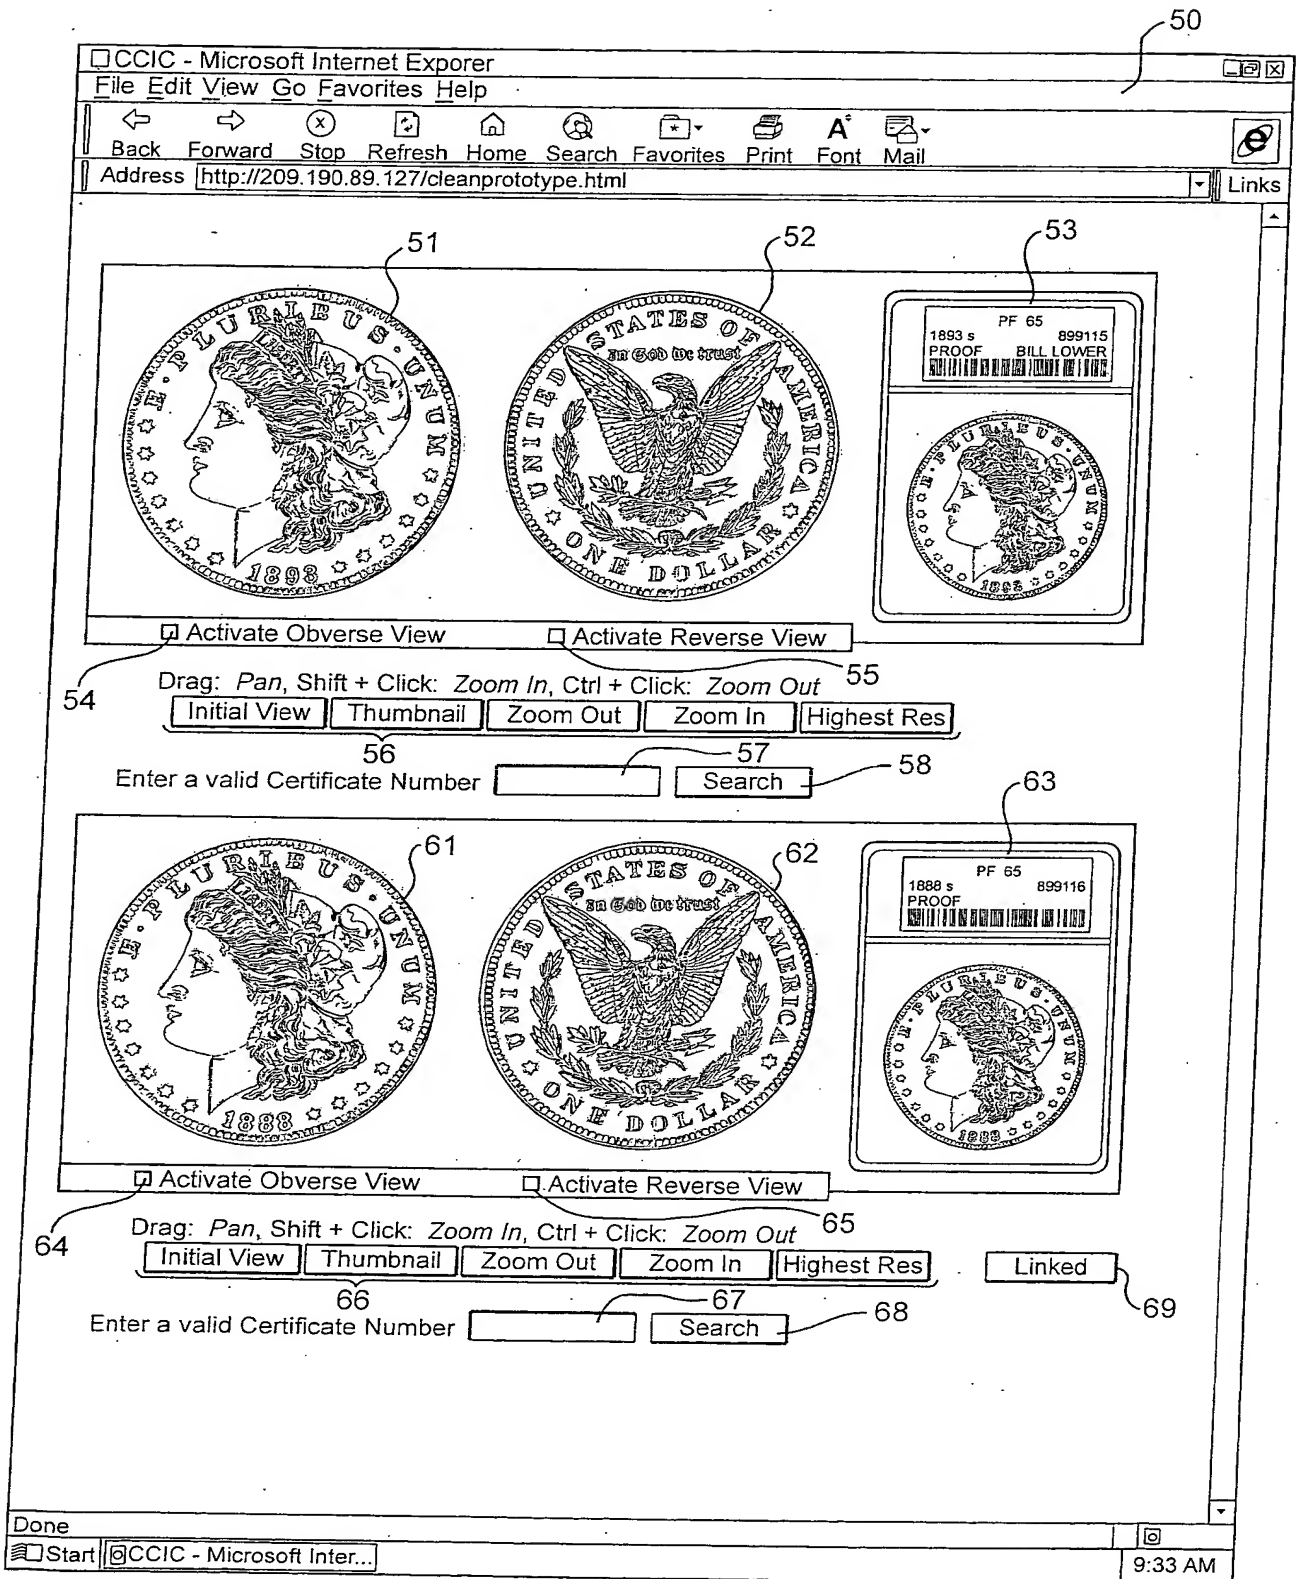 50
CCIC - Microsoft Internet Exporer
File Edit View Go Favorites Help
Back Forward Stop Refresh Home Search Favorites Print Font Mail
Address http://209.190.89.127/cleanprototype.html Links
51 52 53
E·PLURIBUS·UNUM
1893
UNITED STATES OF AMERICA
In God we trust
ONE DOLLAR
PF 65
1893 s 899115
PROOF BILL LOWER
E·PLURIBUS·UNUM
1893
Activate Obverse View Activate Reverse View
54 55
Drag: Pan, Shift + Click: Zoom In, Ctrl + Click: Zoom Out
Initial View Thumbnail Zoom Out Zoom In Highest Res
56 57 58
Enter a valid Certificate Number Search
61 62 63
E·PLURIBUS·UNUM
1888
UNITED STATES OF AMERICA
In God we trust
ONE DOLLAR
PF 65
1888 s 899116
PROOF
E·PLURIBUS·UNUM
1888
Activate Obverse View Activate Reverse View
64 65
Drag: Pan, Shift + Click: Zoom In, Ctrl + Click: Zoom Out
Initial View Thumbnail Zoom Out Zoom In Highest Res Linked
66 67 68 69
Enter a valid Certificate Number Search
Done
Start CCIC - Microsoft Inter... 9:33 AM